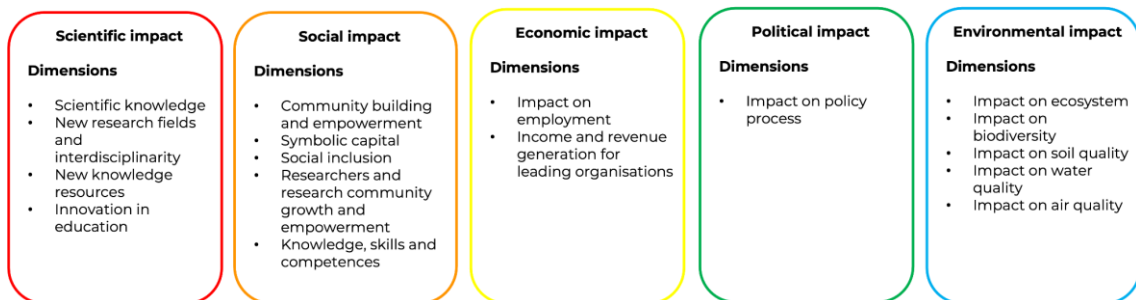 Scientific impact
Dimensions
• Scientific knowledge
• New research fields
and
interdisciplinarity
• New knowledge
resources
• Innovation in
education
Social impact
Dimensions
• Community building
and empowerment
• Symbolic capital
• Social inclusion
• Researchers and
research community
growth and
empowerment
• Knowledge, skills and
competences
Economic impact
Dimensions
• Impact on
employment
• Income and revenue
generation for
leading organisations
Political impact
Dimensions
• Impact on policy
process
Environmental impact
Dimensions
• Impact on ecosystem
• Impact on
biodiversity
• Impact on soil quality
• Impact on water
quality
• Impact on air quality